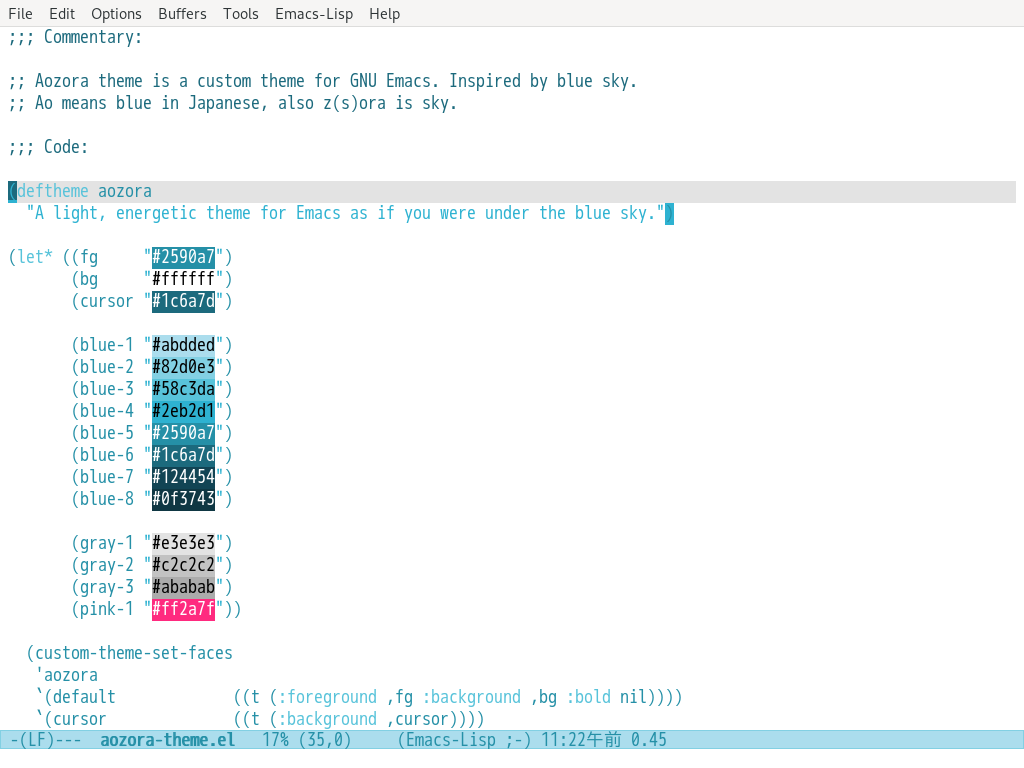 File Edit Options Buffers Tools Emacs-Lisp Help
;;; Commentary:
;; Aozora theme is a custom theme for GNU Emacs. Inspired by blue sky.
;; Ao means blue in Japanese, also z(s)ora is sky.
;;; Code:
(deftheme aozora
  "A light, energetic theme for Emacs as if you were under the blue sky.")
(let* ((fg     "#2590a7")
       (bg     "#ffffff")
       (cursor "#1c6a7d")
       (blue-1 "#abdded")
       (blue-2 "#82d0e3")
       (blue-3 "#58c3da")
       (blue-4 "#2eb2d1")
       (blue-5 "#2590a7")
       (blue-6 "#1c6a7d")
       (blue-7 "#124454")
       (blue-8 "#0f3743")
       (gray-1 "#e3e3e3")
       (gray-2 "#c2c2c2")
       (gray-3 "#ababab")
       (pink-1 "#ff2a7f"))
  (custom-theme-set-faces
   'aozora
   `(default             ((t (:foreground ,fg :background ,bg :bold nil))))
   `(cursor              ((t (:background ,cursor))))
-(LF)---  aozora-theme.el   17% (35,0)     (Emacs-Lisp ;-) 11:22午前 0.45